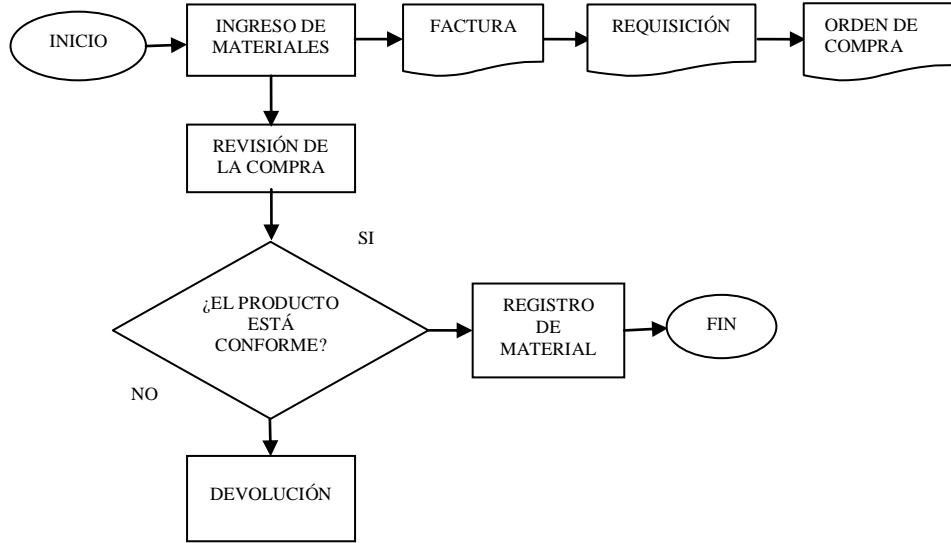 INICIO
INGRESO DE
MATERIALES
FACTURA
REQUISICIÓN
ORDEN DE
COMPRA
REVISIÓN DE
LA COMPRA
SI
¿EL PRODUCTO
ESTÁ
CONFORME?
REGISTRO
DE
MATERIAL
FIN
NO
DEVOLUCIÓN